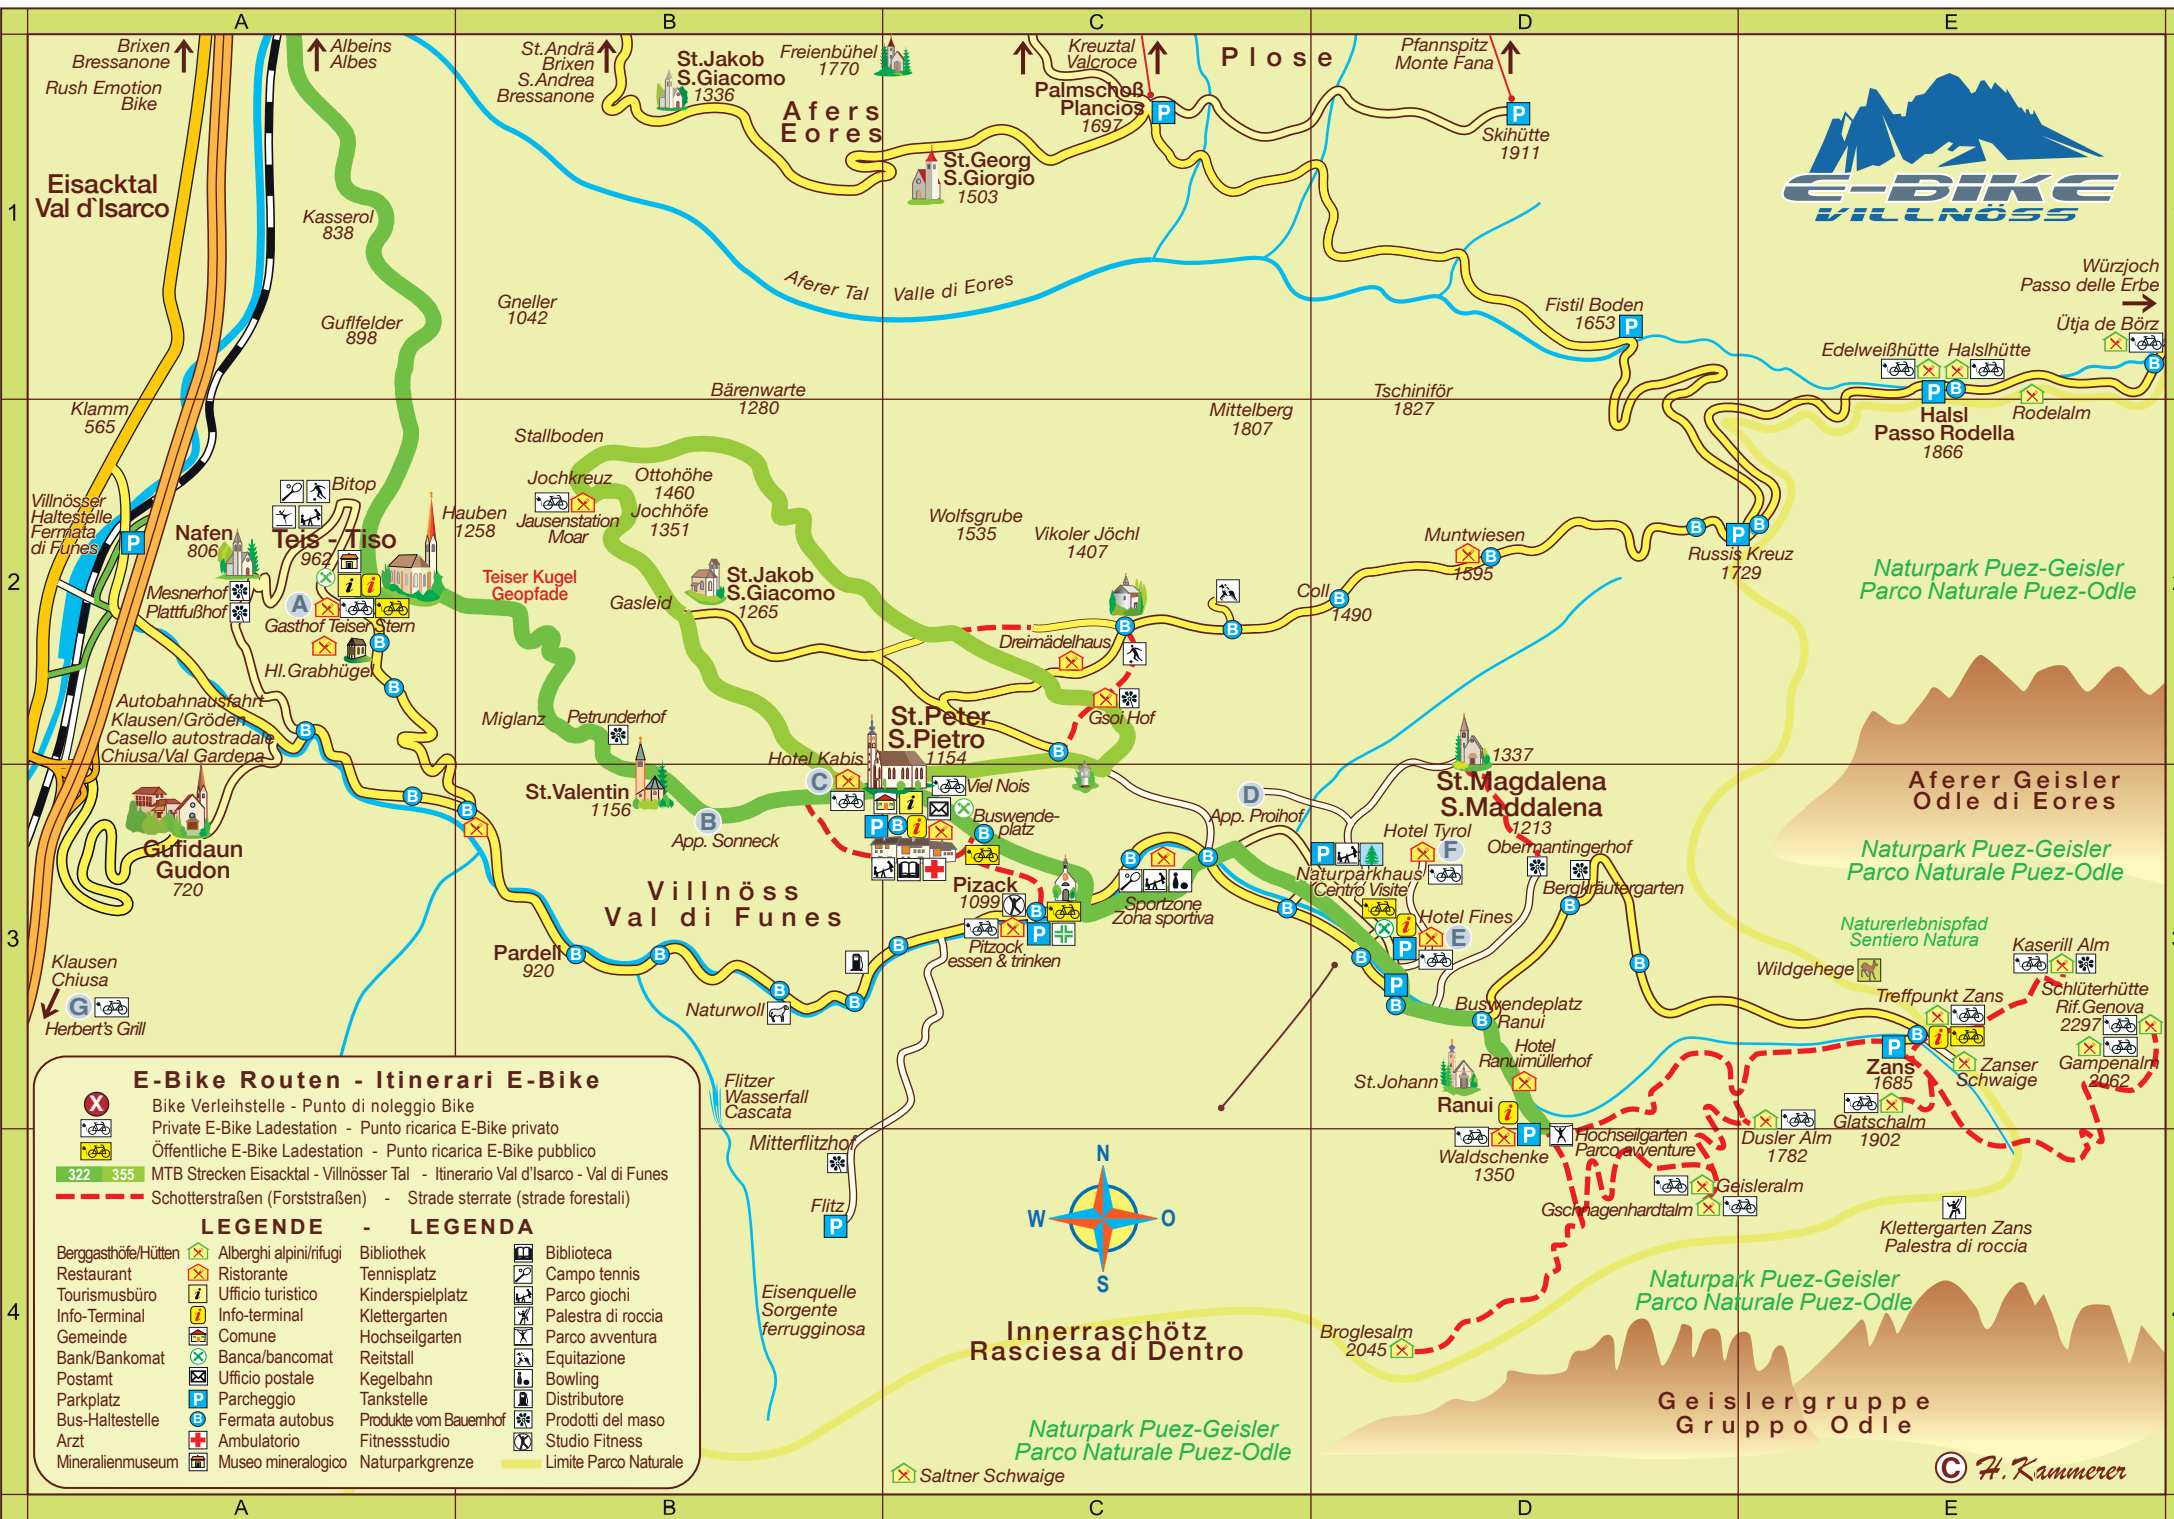 A
B
C
D
E
1
2
3
4
Brixen
Bressanone
Rush Emotion
Bike
Albeins
Albes
Eisacktal
Val d`Isarco
Kasserol
838
Guflfelder
898
Klamm
565
St.Andrä
Brixen
S.Andrea
Bressanone
St.Jakob
S.Giacomo
1336
Freienbühel
1770
Afers
Eores
St.Georg
S.Giorgio
1503
Kreuztal
Valcroce
Palmschoß
Plancios
1697
Plose
Pfannspitz
Monte Fana
P
P
Skihütte
1911
E-BIKE
VILLNÖSS
Gneller
1042
Aferer Tal
Valle di Eores
Fistil Boden
1653
P
Würzjoch
Passo delle Erbe
Ütja de Börz
B
Edelweißhütte
Halslhütte
P
B
Halsl
Passo Rodella
1866
Rodelalm
Bärenwarte
1280
Mittelberg
1807
Tschiniför
1827
Stallboden
Jochkreuz
Jausenstation
Moar
Ottohöhe
1460
Jochhöfe
1351
Villnösser
Haltestelle
Fermata
di Funes
P
Nafen
806
Bitop
Teis - Tiso
962
Hauben
1258
Mesnerhof
Plattfußhof
A
Gasthof Teiser Stern
Hl.Grabhügel
B
B
Teiser Kugel
Geopfade
Gasleid
St.Jakob
S.Giacomo
1265
Wolfsgrube
1535
Vikoler Jöchl
1407
Dreimädelhaus
B
B
Coll
B
1490
Muntwiesen
B
1595
B
P
B
Russis Kreuz
1729
Naturpark Puez-Geisler
Parco Naturale Puez-Odle
Autobahnausfahrt
Klausen/Gröden
Casello autostradale
Chiusa/Val Gardena
B
Miglanz
Petrunderhof
St.Peter
S.Pietro
1154
Gsoi Hof
B
Hotel Kabis
C
Viel Nois
Buswende-
platz
B
P
B
St.Valentin
1156
B
App. Sonneck
D
App. Proihof
1337
St.Magdalena
S.Maddalena
1213
Hotel Tyrol
F
Obermantingerhof
Bergkräutergarten
Aferer Geisler
Odle di Eores
Naturpark Puez-Geisler
Parco Naturale Puez-Odle
Gufidaun
Gudon
720
B
B
Villnöss
Val di Funes
Pizack
1099
B
P
Pitzock
essen & trinken
B
B
Sportzone
Zona sportiva
B
P
Naturparkhaus
Centro Visite
Hotel Fines
E
P
B
P
B
B
B
Naturerlebnispfad
Sentiero Natura
Wildgehege
Kaserill Alm
Treffpunkt Zans
Schlüterhütte
Rif.Genova
2297
B
P
Zans
1685
Zanser
Schwaige
Gampenalm
2062
Glatschalm
1902
Klausen
Chiusa
G
Herbert's Grill
Pardell
920
B
B
B
B
B
Naturwoll
Buswendeplatz
Ranui
B
Hotel
Ranuimüllerhof
St.Johann
Ranui
P
Waldschenke
1350
Hochseilgarten
Parco avventure
Dusler Alm
1782
Geisleralm
Gschnagenhardtalm
Klettergarten Zans
Palestra di roccia
Flitzer
Wasserfall
Cascata
Mitterflitzhof
Flitz
P
Eisenquelle
Sorgente
ferrugginosa
N
W
O
S
Innerraschötz
Rasciesa di Dentro
Broglesalm
2045
Naturpark Puez-Geisler
Parco Naturale Puez-Odle
Geislergruppe
Gruppo Odle
Naturpark Puez-Geisler
Parco Naturale Puez-Odle
Saltner Schwaige
© H.Kammerer
E-Bike Routen - Itinerari E-Bike
X Bike Verleihstelle - Punto di noleggio Bike
Private E-Bike Ladestation - Punto ricarica E-Bike privato
Öffentliche E-Bike Ladestation - Punto ricarica E-Bike pubblico
322 355 MTB Strecken Eisacktal - Villnösser Tal - Itinerario Val d'Isarco - Val di Funes
Schotterstraßen (Forststraßen) - Strade sterrate (strade forestali)
LEGENDE - LEGENDA
Berggasthöfe/Hütten Alberghi alpini/rifugi Bibliothek Biblioteca
Restaurant Ristorante Tennisplatz Campo tennis
Tourismusbüro i Ufficio turistico Kinderspielplatz Parco giochi
Info-Terminal i Info-terminal Klettergarten Palestra di roccia
Gemeinde Comune Hochseilgarten Parco avventura
Bank/Bankomat Banca/bancomat Reitstall Equitazione
Postamt Ufficio postale Kegelbahn Bowling
Parkplatz P Parcheggio Tankstelle Distributore
Bus-Haltestelle B Fermata autobus Produkte vom Bauernhof Prodotti del maso
Arzt Ambulatorio Fitnessstudio Studio Fitness
Mineralienmuseum Museo mineralogico Naturparkgrenze Limite Parco Naturale
A
B
C
D
E